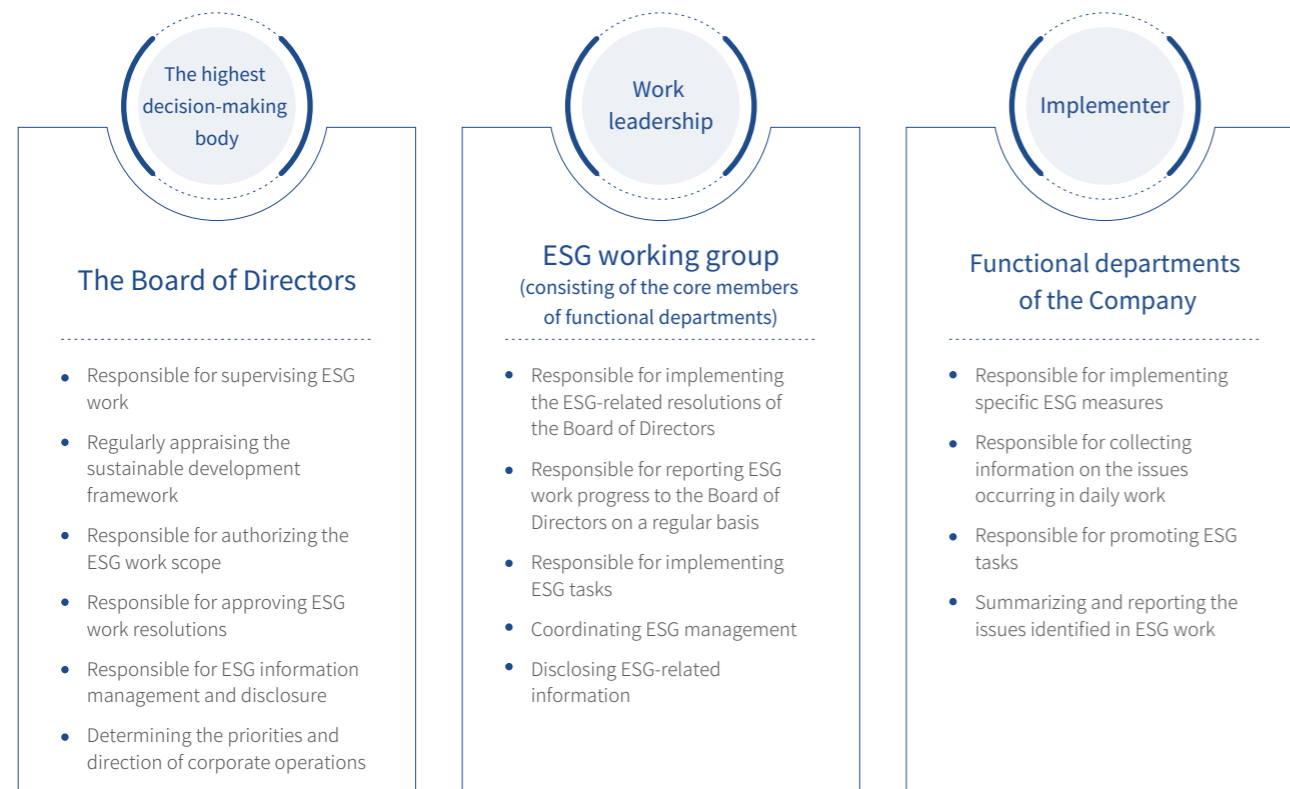 The highest
decision-making
body
The Board of Directors
Responsible for supervising ESG
work
Regularly appraising the
sustainable development
framework
Responsible for authorizing the
ESG work scope
Responsible for approving ESG
work resolutions
Responsible for ESG information
management and disclosure
Determining the priorities and
direction of corporate operations
Work
leadership
ESG working group
(consisting of the core members
of functional departments)
Responsible for implementing
the ESG-related resolutions of
the Board of Directors
Responsible for reporting ESG
work progress to the Board of
Directors on a regular basis
Responsible for implementing
ESG tasks
Coordinating ESG management
Disclosing ESG-related
information
Implementer
Functional departments
of the Company
Responsible for implementing
specific ESG measures
Responsible for collecting
information on the issues
occurring in daily work
Responsible for promoting ESG
tasks
Summarizing and reporting the
issues identified in ESG work